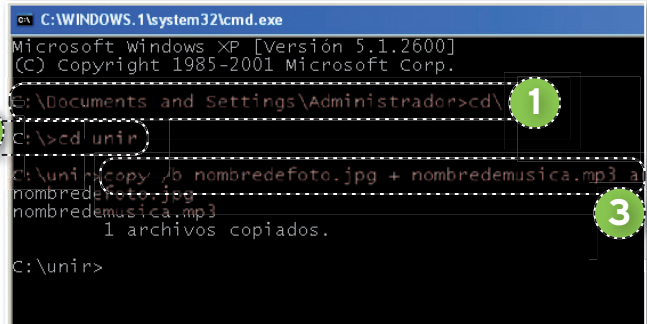 C:\WINDOWS.1\system32\cmd.exe
Microsoft Windows XP [Versión 5.1.2600]
(C) Copyright 1985-2001 Microsoft Corp.
C:\Documents and Settings\Administrador>cd\
1
C:\>cd unir
C:\unir>copy /b nombredefoto.jpg + nombredemusica.mp3 a
nombredefoto.jpg
nombredemusica.mp3
3
1 archivos copiados.
C:\unir>